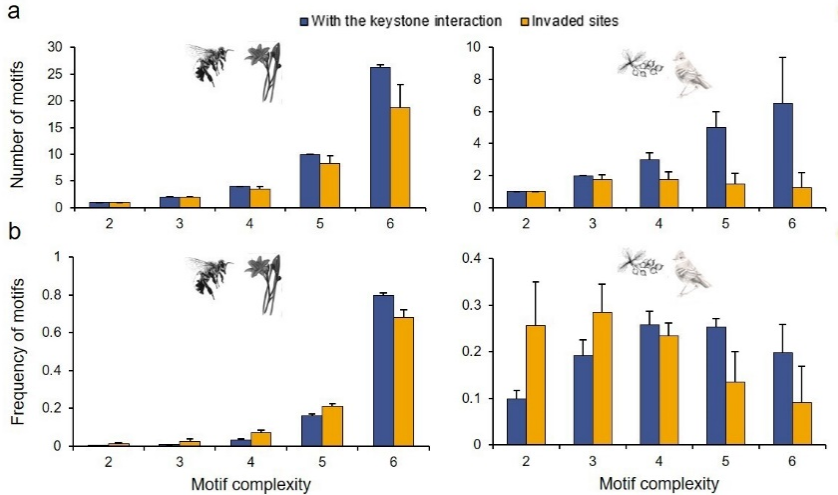 a
With the keystone interaction Invaded sites
Number of motifs
30
25
20
15
10
5
0
2 3 4 5 6
10
8
6
4
2
0
2 3 4 5 6
b
Frequency of motifs
1
0.8
0.6
0.4
0.2
0
2 3 4 5 6
Motif complexity
0.4
0.3
0.2
0.1
0
2 3 4 5 6
Motif complexity